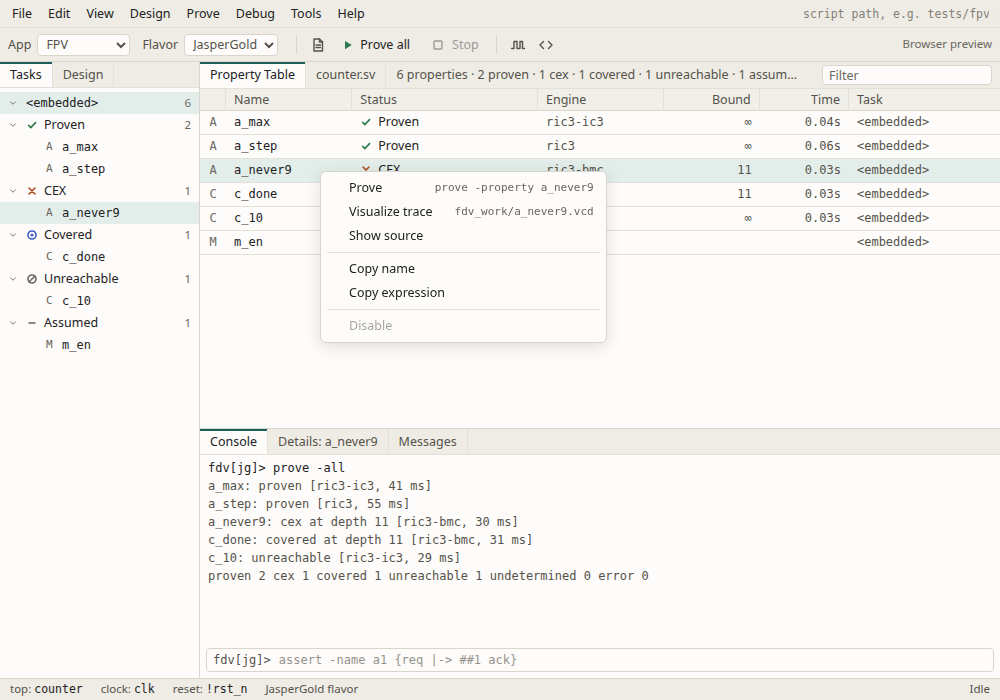 File Edit View Design Prove Debug Tools Help script path, e.g. tests/fpv
App FPV Flavor JasperGold Prove all Stop Browser preview
Tasks Design
<embedded> 6
Proven 2
A a_max
A a_step
CEX 1
A a_never9
Covered 1
C c_done
Unreachable 1
C c_10
Assumed 1
M m_en
Property Table counter.sv 6 properties · 2 proven · 1 cex · 1 covered · 1 unreachable · 1 assum... Filter
Name Status Engine Bound Time Task
A a_max Proven ric3-ic3 ∞ 0.04s <embedded>
A a_step Proven ric3 ∞ 0.06s <embedded>
A a_never9 CEX ric3-bmc 11 0.03s <embedded>
C c_done 11 0.03s <embedded>
C c_10 ∞ 0.03s <embedded>
M m_en <embedded>
Prove prove -property a_never9
Visualize trace fdv_work/a_never9.vcd
Show source
Copy name
Copy expression
Disable
Console Details: a_never9 Messages
fdv[jg]> prove -all
a_max: proven [ric3-ic3, 41 ms]
a_step: proven [ric3, 55 ms]
a_never9: cex at depth 11 [ric3-bmc, 30 ms]
c_done: covered at depth 11 [ric3-bmc, 31 ms]
c_10: unreachable [ric3-ic3, 29 ms]
proven 2 cex 1 covered 1 unreachable 1 undetermined 0 error 0
fdv[jg]> assert -name a1 {req |-> ##1 ack}
top: counter clock: clk reset: !rst_n JasperGold flavor Idle